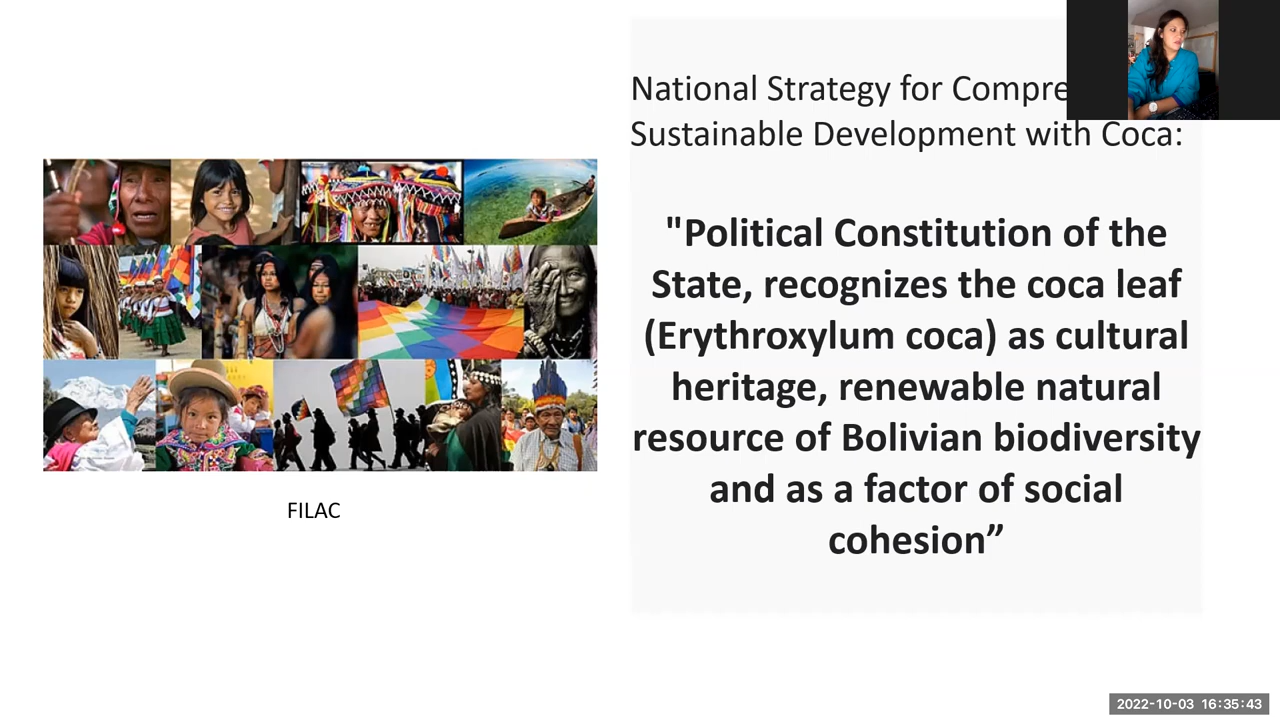 National Strategy for Compre
Sustainable Development with Coca:
"Political Constitution of the
State, recognizes the coca leaf
(Erythroxylum coca) as cultural
heritage, renewable natural
resource of Bolivian biodiversity
and as a factor of social
cohesion”
FILAC
2022-10-03 16:35:43